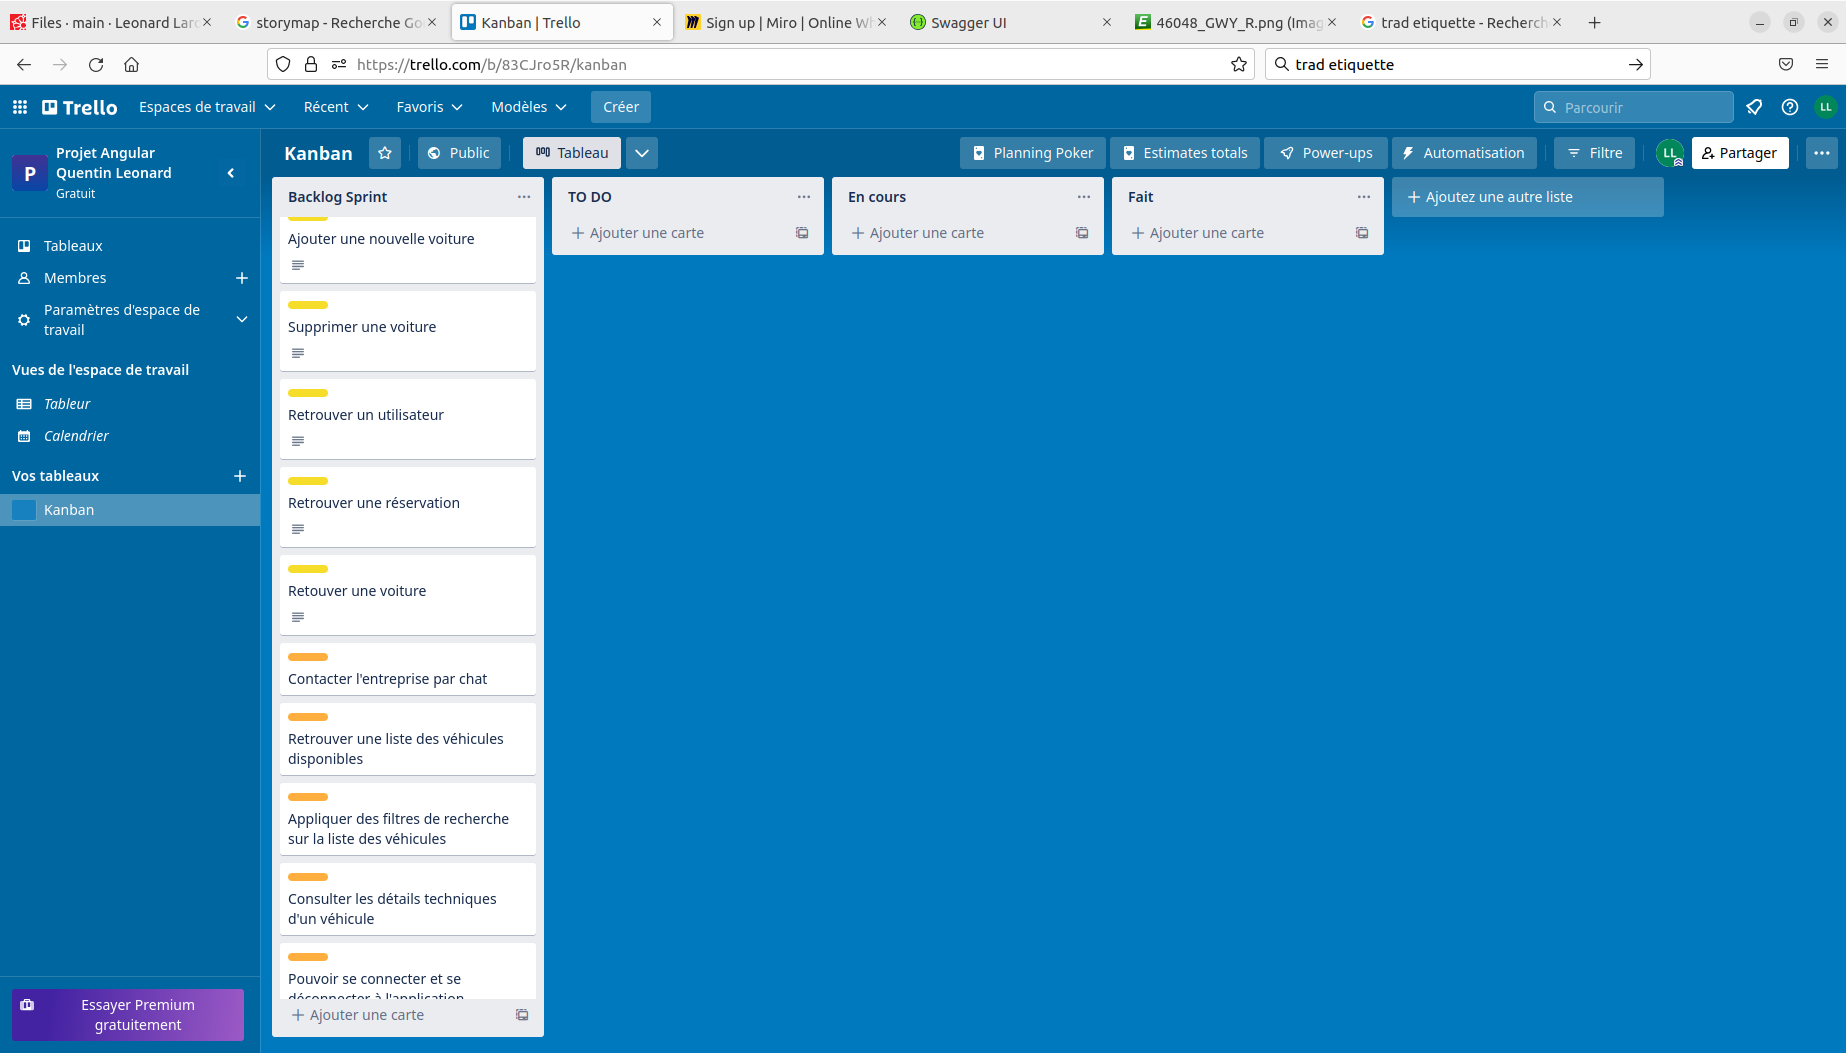 Files - main · Leonard Lar
storymap - Recherche Go
Kanban | Trello
Sign up | Miro | Online W
Swagger UI
46048_GWY_R.png (Imag
trad etiquette - Recherch
https://trello.com/b/83CJro5R/kanban
trad etiquette
Trello
Espaces de travail
Récent
Favoris
Modèles
Créer
Parcourir
LL
P
Projet Angular
Quentin Leonard
Gratuit
Kanban
Public
Tableau
Planning Poker
Estimates totals
Power-ups
Automatisation
Filtre
LL
Partager
Tableaux
Membres
Paramètres d'espace de
travail
Vues de l'espace de travail
Tableur
Calendrier
Vos tableaux
Kanban
Essayer Premium
gratuitement
Backlog Sprint
Ajouter une nouvelle voiture
Supprimer une voiture
Retrouver un utilisateur
Retrouver une réservation
Retouver une voiture
Contacter l'entreprise par chat
Retrouver une liste des véhicules
disponibles
Appliquer des filtres de recherche
sur la liste des véhicules
Consulter les détails techniques
d'un véhicule
Pouvoir se connecter et se
déconnecter à l'application
Ajouter une carte
TO DO
Ajouter une carte
En cours
Ajouter une carte
Fait
Ajouter une carte
Ajoutez une autre liste